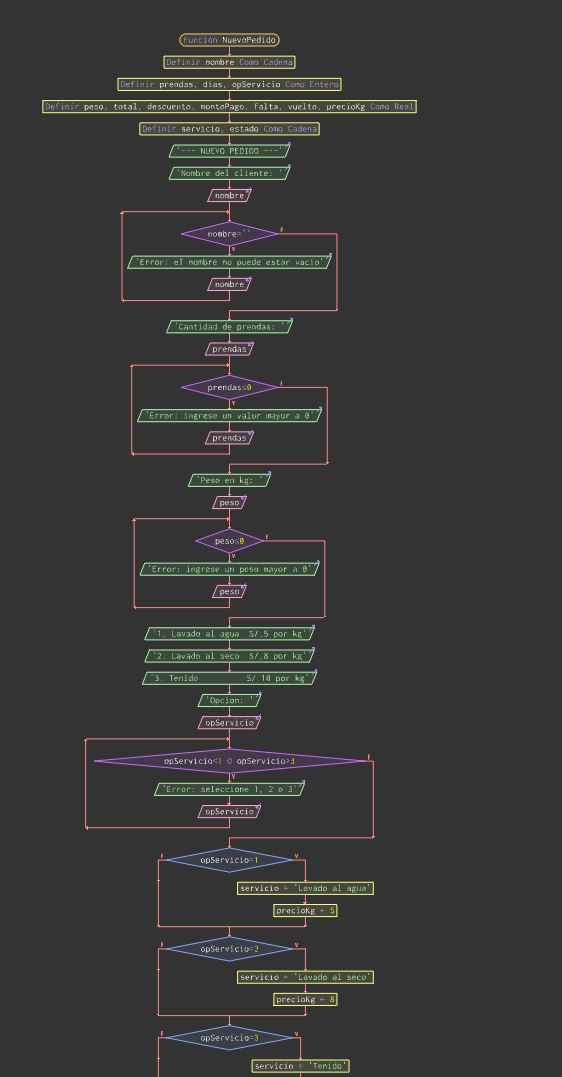 Función NuevoPedido
Definir nombre Como Cadena
Definir prendas, dias, opServicio Como Entero
Definir peso, total, descuento, montoPago, falta, vuelto, precioKg Como Real
Definir servicio, estado Como Cadena
'--- NUEVO PEDIDO ---'
'Nombre del cliente: '
nombre
nombre=''
F
V
'Error: el nombre no puede estar vacio'
nombre
'Cantidad de prendas: '
prendas
prendas≤0
F
V
'Error: ingrese un valor mayor a 0'
prendas
'Peso en kg: '
peso
peso≤0
F
V
'Error: ingrese un peso mayor a 0'
peso
'1. Lavado al agua  S/.5 por kg'
'2. Lavado al seco  S/.8 por kg'
'3. Tenido          S/.10 por kg'
'Opcion: '
opServicio
opServicio<1 O opServicio>3
F
V
'Error: seleccione 1, 2 o 3'
opServicio
F
opServicio=1
V
servicio ← 'Lavado al agua'
precioKg ← 5
F
opServicio=2
V
servicio ← 'Lavado al seco'
precioKg ← 8
F
opServicio=3
V
servicio ← 'Tenido'